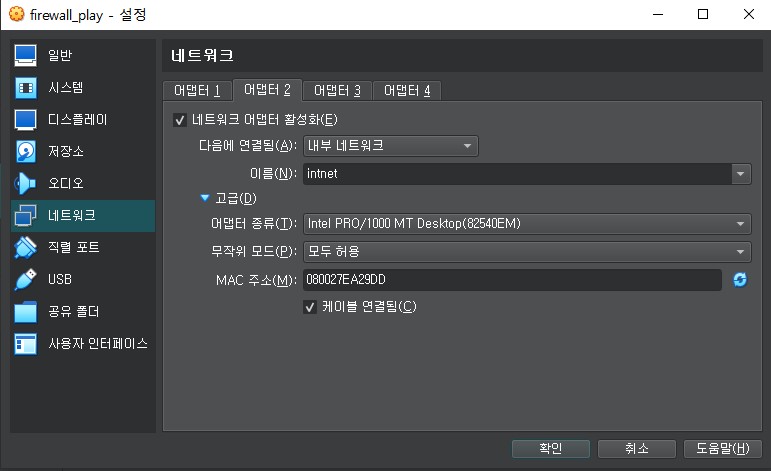 firewall_play - 설정
일반
시스템
디스플레이
저장소
오디오
네트워크
직렬 포트
USB
공유 폴더
사용자 인터페이스
네트워크
어댑터 1 어댑터 2 어댑터 3 어댑터 4
네트워크 어댑터 활성화(E)
다음에 연결됨(A): 내부 네트워크
이름(N): intnet
고급(D)
어댑터 종류(T): Intel PRO/1000 MT Desktop(82540EM)
무작위 모드(P): 모두 허용
MAC 주소(M): 080027EA29DD
케이블 연결됨(C)
확인 취소 도움말(H)